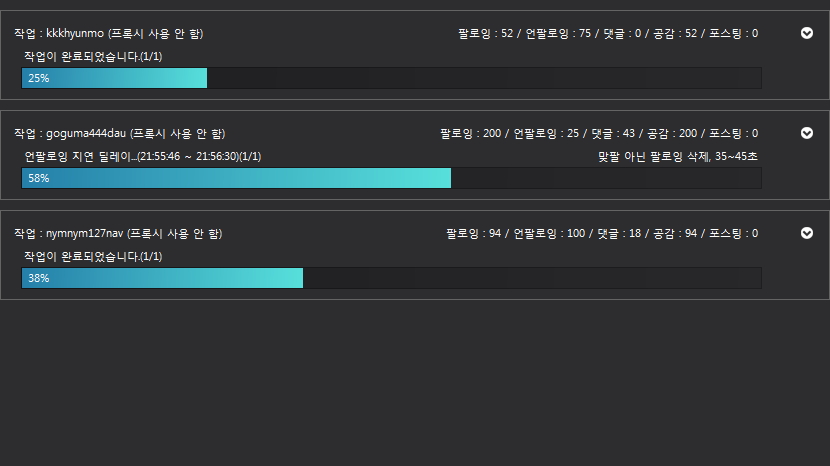 작업 : kkkhyunmo (프록시 사용 안 함) 팔로잉 : 52 / 언팔로잉 : 75 / 댓글 : 0 / 공감 : 52 / 포스팅 : 0
작업이 완료되었습니다.(1/1)
25%
작업 : goguma444dau (프록시 사용 안 함) 팔로잉 : 200 / 언팔로잉 : 25 / 댓글 : 43 / 공감 : 200 / 포스팅 : 0
언팔로잉 지연 딜레이...(21:55:46 ~ 21:56:30)(1/1) 맞팔 아닌 팔로잉 삭제, 35~45초
58%
작업 : nymnym127nav (프록시 사용 안 함) 팔로잉 : 94 / 언팔로잉 : 100 / 댓글 : 18 / 공감 : 94 / 포스팅 : 0
작업이 완료되었습니다.(1/1)
38%